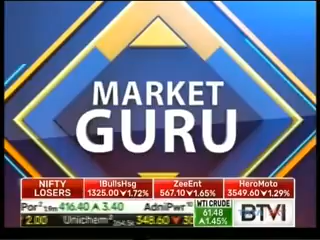 MARKET
GURU
NIFTY LOSERS
IBullsHsg
1325.00▼1.72%
ZeeEnt
567.10▼1.65%
HeroMoto
3549.60▼1.29%
WTI CRUDE
61.48
▲1.45%
BTVI
416.40▲3.40 AdniPwr
2.00 348.60▼30